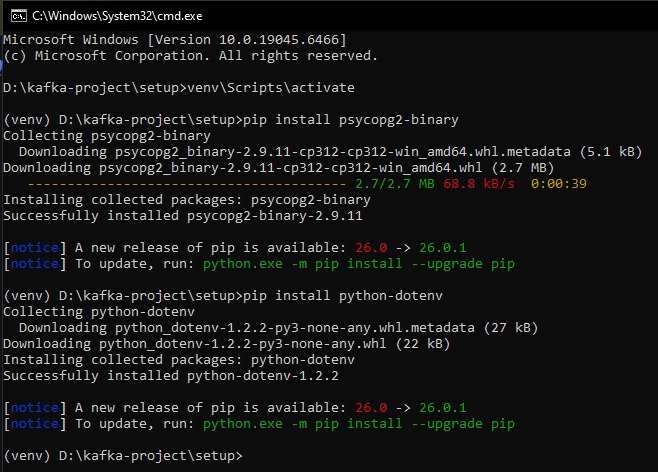 C:\Windows\System32\cmd.exe
Microsoft Windows [Version 10.0.19045.6466]
(c) Microsoft Corporation. All rights reserved.
D:\kafka-project\setup>venv\Scripts\activate
(venv) D:\kafka-project\setup>pip install psycopg2-binary
Collecting psycopg2-binary
  Downloading psycopg2_binary-2.9.11-cp312-cp312-win_amd64.whl.metadata (5.1 kB)
Downloading psycopg2_binary-2.9.11-cp312-cp312-win_amd64.whl (2.7 MB)
   ---------------------------------------- 2.7/2.7 MB 68.8 kB/s  0:00:39
Installing collected packages: psycopg2-binary
Successfully installed psycopg2-binary-2.9.11
[notice] A new release of pip is available: 26.0 -> 26.0.1
[notice] To update, run: python.exe -m pip install --upgrade pip
(venv) D:\kafka-project\setup>pip install python-dotenv
Collecting python-dotenv
  Downloading python_dotenv-1.2.2-py3-none-any.whl.metadata (27 kB)
Downloading python_dotenv-1.2.2-py3-none-any.whl (22 kB)
Installing collected packages: python-dotenv
Successfully installed python-dotenv-1.2.2
[notice] A new release of pip is available: 26.0 -> 26.0.1
[notice] To update, run: python.exe -m pip install --upgrade pip
(venv) D:\kafka-project\setup>